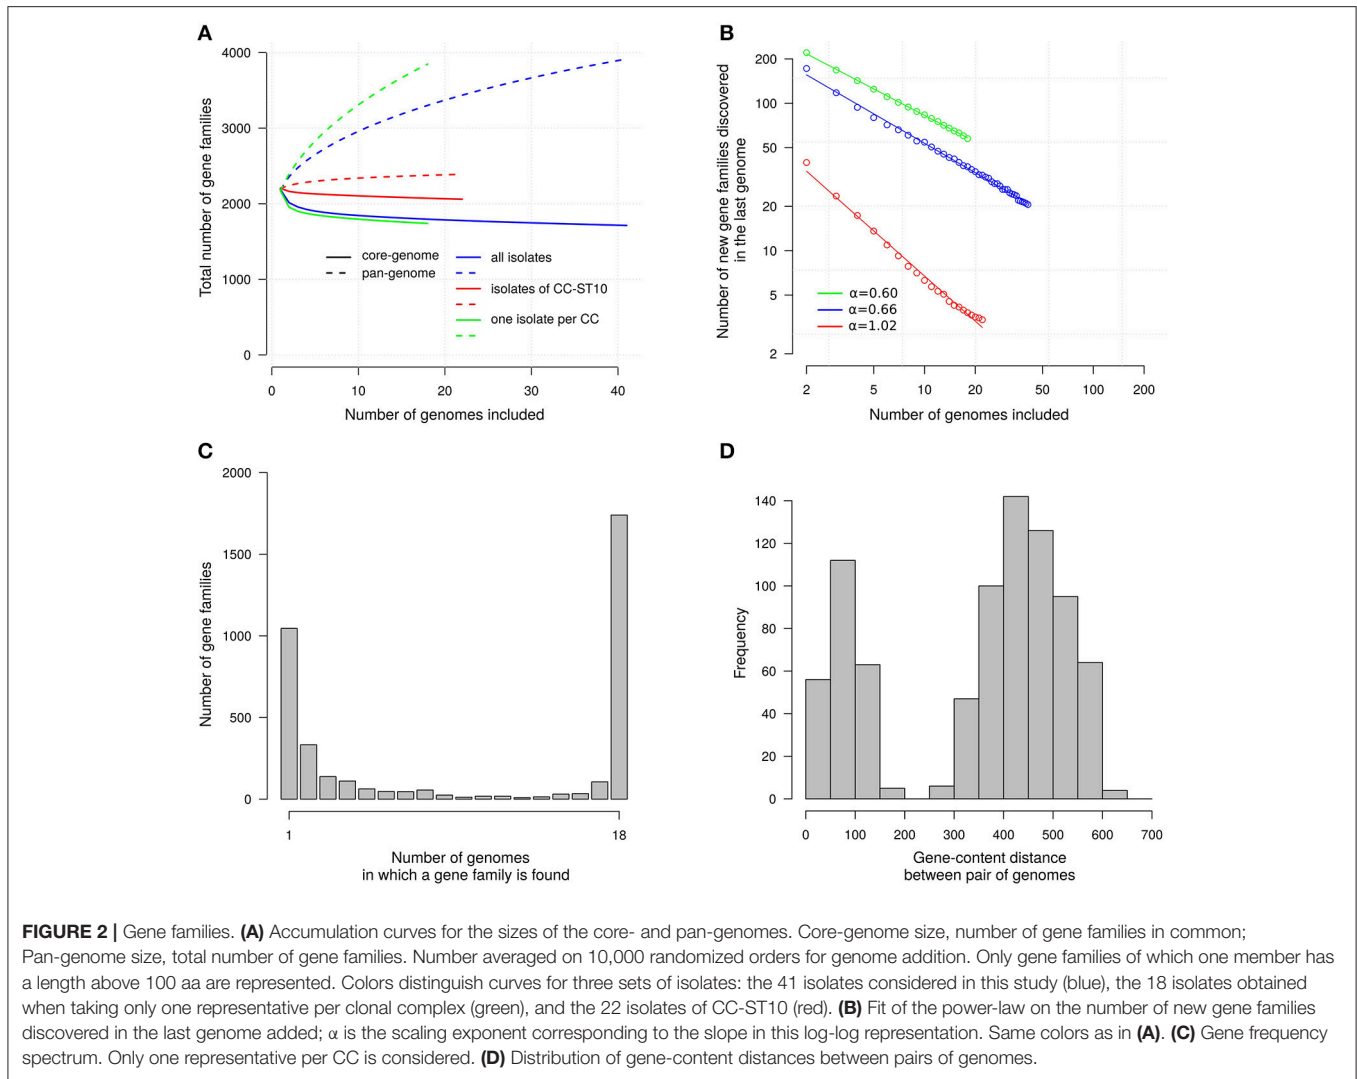 A
4000
3000
2000
1000
0
Total number of gene families
core-genome
pan-genome
all isolates
isolates of CC-ST10
one isolate per CC
0 10 20 30 40
Number of genomes included
B
200
100
50
20
10
5
2
Number of new gene families discovered
in the last genome
α=0.60
α=0.66
α=1.02
2 5 10 20 50 100 200
Number of genomes included
C
2000
1500
1000
500
0
Number of gene families
1 18
Number of genomes
in which a gene family is found
D
140
120
100
80
60
40
20
0
Frequency
0 100 200 300 400 500 600 700
Gene-content distance
between pair of genomes
FIGURE 2 | Gene families. (A) Accumulation curves for the sizes of the core- and pan-genomes. Core-genome size, number of gene families in common;
Pan-genome size, total number of gene families. Number averaged on 10,000 randomized orders for genome addition. Only gene families of which one member has
a length above 100 aa are represented. Colors distinguish curves for three sets of isolates: the 41 isolates considered in this study (blue), the 18 isolates obtained
when taking only one representative per clonal complex (green), and the 22 isolates of CC-ST10 (red). (B) Fit of the power-law on the number of new gene families
discovered in the last genome added; α is the scaling exponent corresponding to the slope in this log-log representation. Same colors as in (A). (C) Gene frequency
spectrum. Only one representative per CC is considered. (D) Distribution of gene-content distances between pairs of genomes.